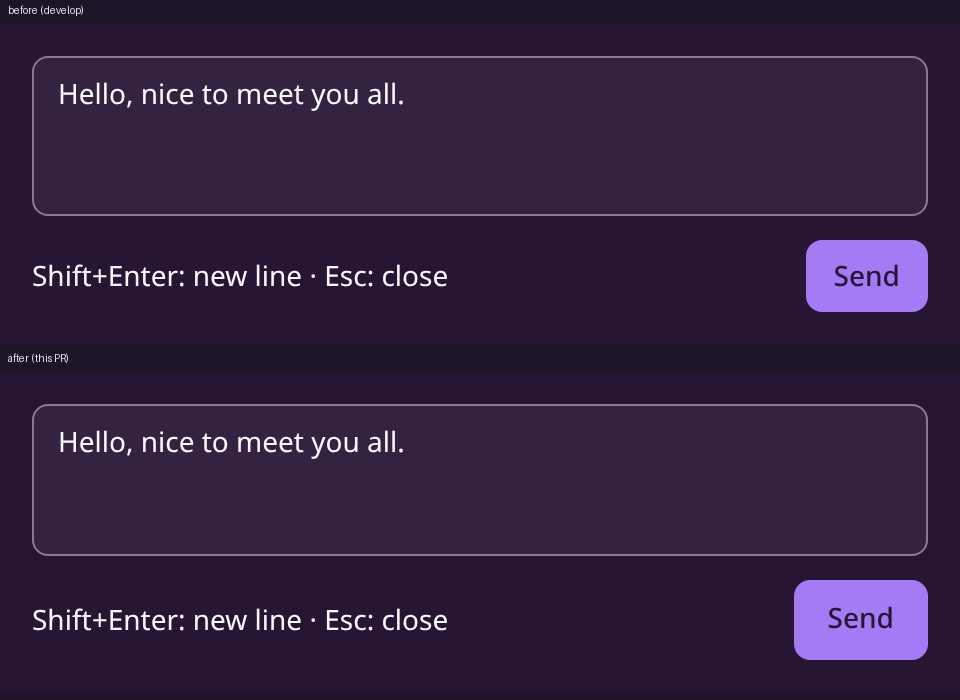 before (develop)
Hello, nice to meet you all.
Shift+Enter: new line · Esc: close
Send
after (this PR)
Hello, nice to meet you all.
Shift+Enter: new line · Esc: close
Send